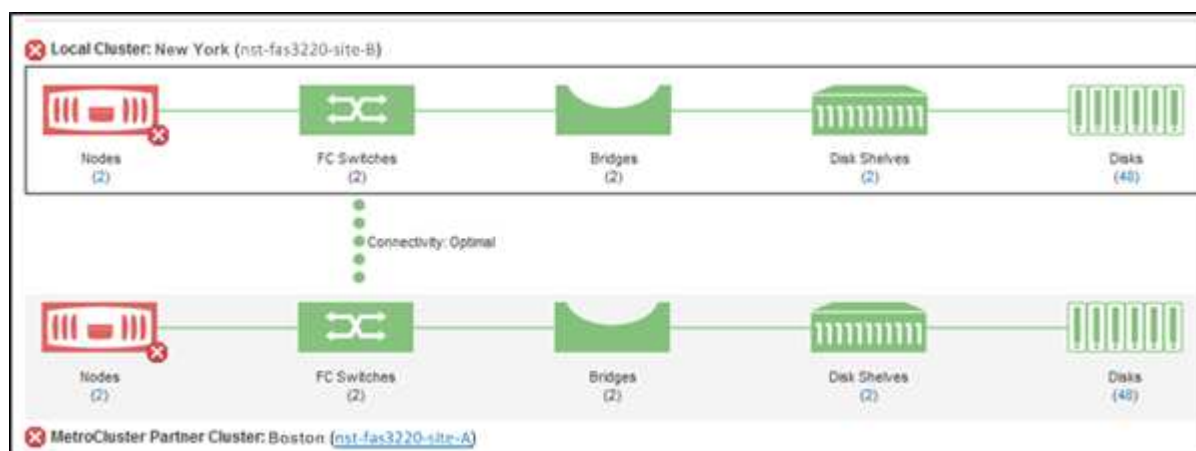 Local Cluster: New York (nst-fas3220-site-B)
Nodes FC Switches Bridges Disk Shelves Disks
(2) (2) (2) (2) (48)
Connectivity: Optimal
Nodes FC Switches Bridges Disk Shelves Disks
(2) (2) (2) (2) (48)
MetroCluster Partner Cluster: Boston (nst-fas3220-site-A)